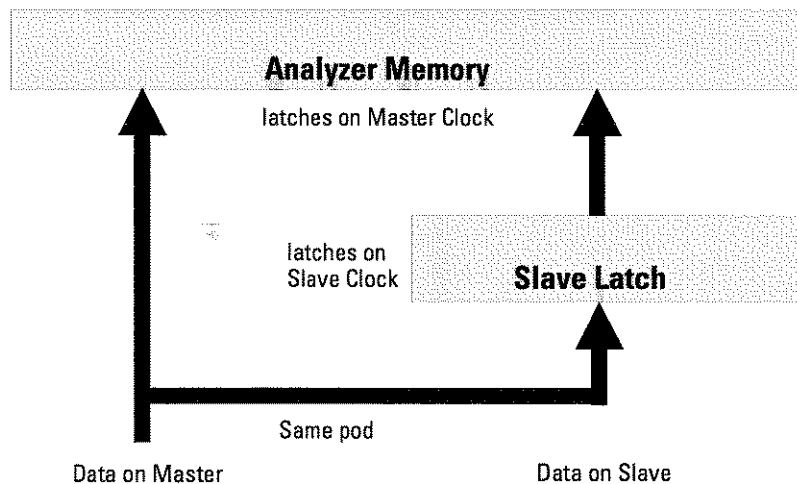 Analyzer Memory
latches on Master Clock
latches on
Slave Clock
Slave Latch
Same pod
Data on Master
Data on Slave